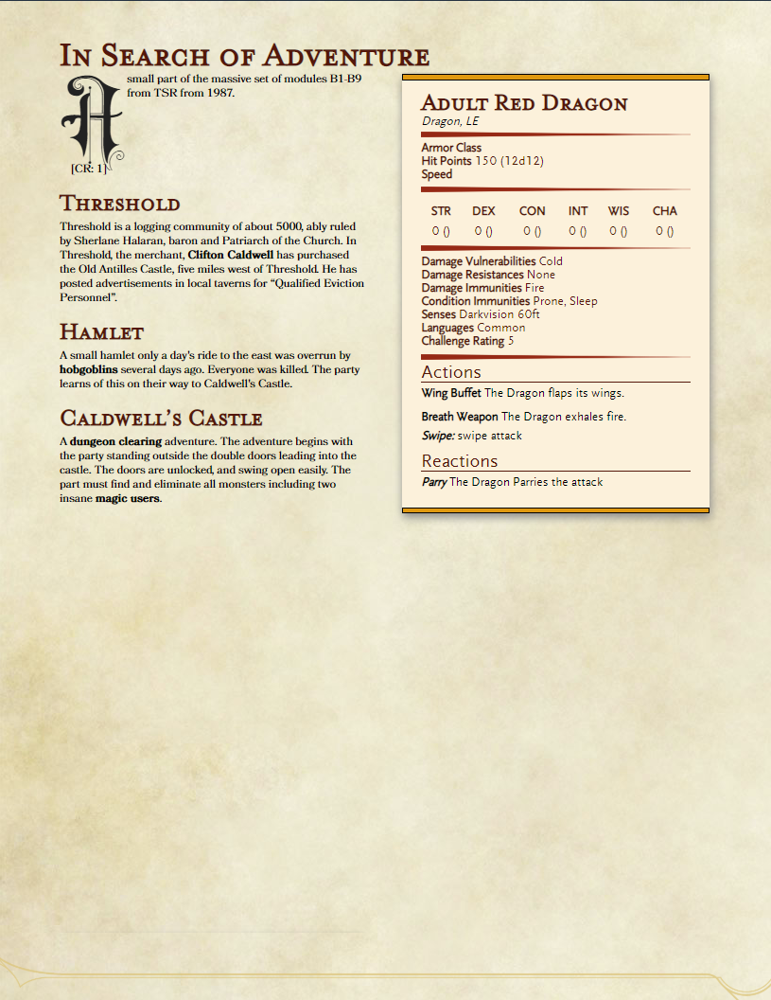 In Search of Adventure
A small part of the massive set of modules B1-B9
from TSR from 1987.
[CR: 1]
Threshold
Threshold is a logging community of about 5000, ably ruled
by Sherlane Halaran, baron and Patriarch of the Church. In
Threshold, the merchant, Clifton Caldwell has purchased
the Old Antilles Castle, five miles west of Threshold. He has
posted advertisements in local taverns for “Qualified Eviction
Personnel”.
Hamlet
A small hamlet only a day's ride to the east was overrun by
hobgoblins several days ago. Everyone was killed. The party
learns of this on their way to Caldwell's Castle.
Caldwell's Castle
A dungeon clearing adventure. The adventure begins with
the party standing outside the double doors leading into the
castle. The doors are unlocked, and swing open easily. The
part must find and eliminate all monsters including two
insane magic users.
Adult Red Dragon
Dragon, LE
Armor Class
Hit Points 150 (12d12)
Speed
STR DEX CON INT WIS CHA
0 () 0 () 0 () 0 () 0 () 0 ()
Damage Vulnerabilities Cold
Damage Resistances None
Damage Immunities Fire
Condition Immunities Prone, Sleep
Senses Darkvision 60ft
Languages Common
Challenge Rating 5
Actions
Wing Buffet The Dragon flaps its wings.
Breath Weapon The Dragon exhales fire.
Swipe: swipe attack
Reactions
Parry The Dragon Parries the attack